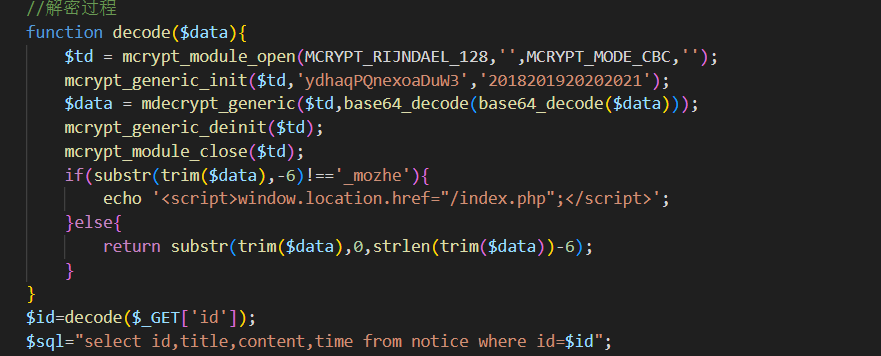 //解密过程
function decode($data){
    $td = mcrypt_module_open(MCRYPT_RIJNDAEL_128,'',MCRYPT_MODE_CBC,'');
    mcrypt_generic_init($td,'ydhaqPQnexoaDuW3','2018201920202021');
    $data = mdecrypt_generic($td,base64_decode(base64_decode($data)));
    mcrypt_generic_deinit($td);
    mcrypt_module_close($td);
    if(substr(trim($data),-6)!=='_mozhe'){
        echo '<script>window.location.href="/index.php";</script>';
    }else{
        return substr(trim($data),0,strlen(trim($data))-6);
    }
}
$id=decode($_GET['id']);
$sql="select id,title,content,time from notice where id=$id";